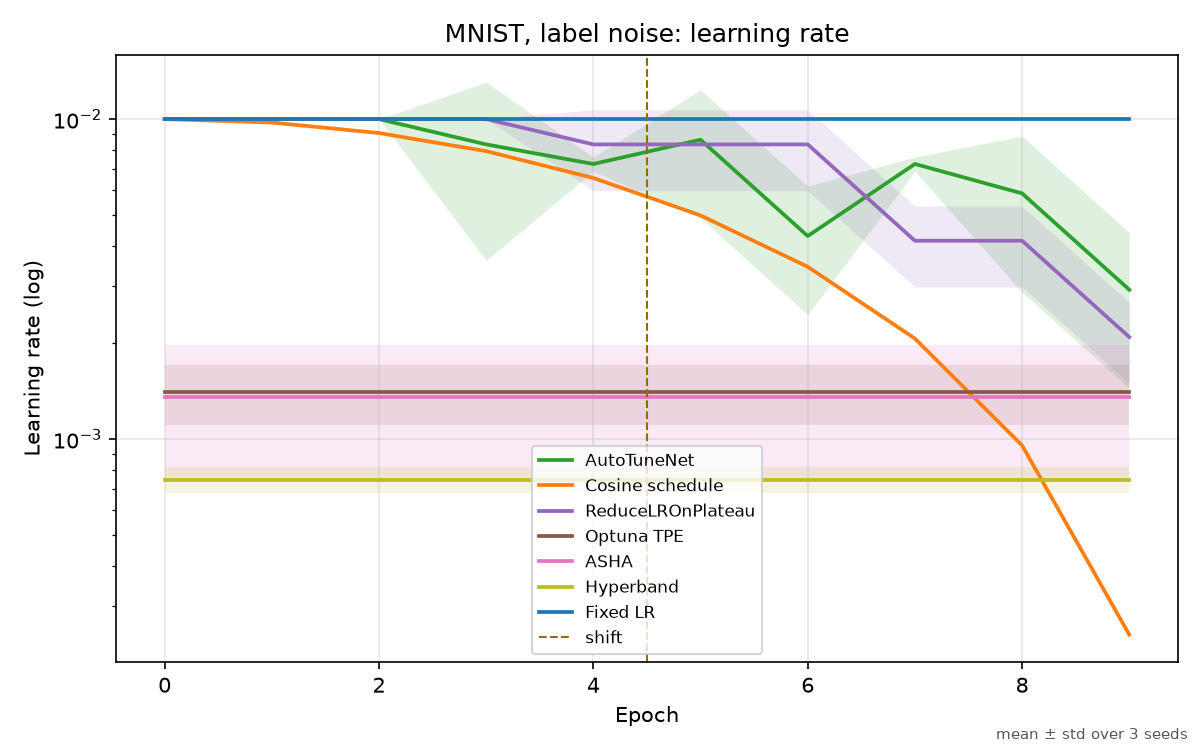 MNIST, label noise: learning rate
Learning rate (log)
10⁻²
10⁻³
AutoTuneNet
Cosine schedule
ReduceLROnPlateau
Optuna TPE
ASHA
Hyperband
Fixed LR
shift
0 2 4 6 8
Epoch
mean ± std over 3 seeds